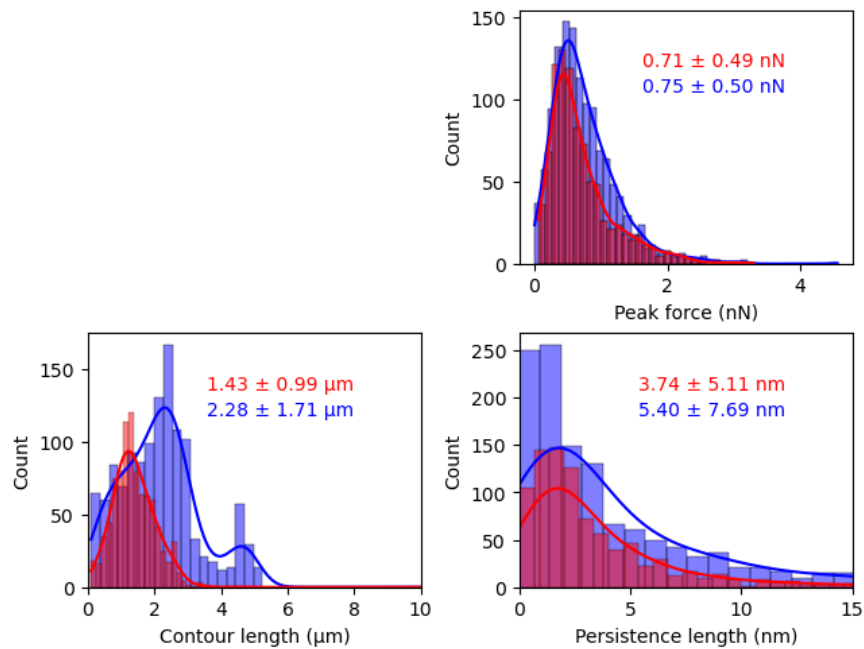 150
100
50
0
Count
0.71 ± 0.49 nN
0.75 ± 0.50 nN
0 2 4
Peak force (nN)
150
100
50
0
Count
1.43 ± 0.99 μm
2.28 ± 1.71 μm
0 2 4 6 8 10
Contour length (μm)
250
200
150
100
50
0
Count
3.74 ± 5.11 nm
5.40 ± 7.69 nm
0 5 10 15
Persistence length (nm)